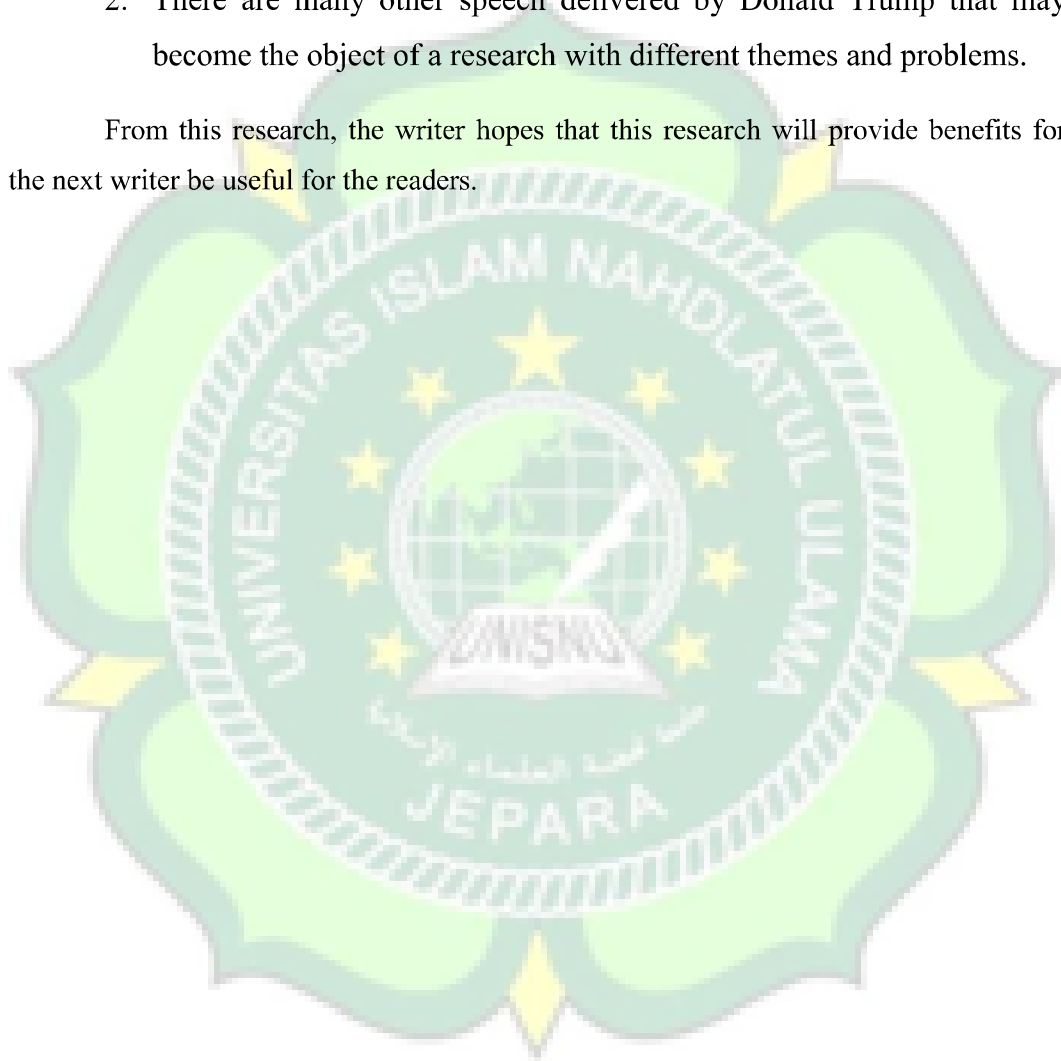 2. There are many other speech delivered by Donald Trump that may
become the object of a research with different themes and problems.
From this research, the writer hopes that this research will provide benefits for
the next writer be useful for the readers.
UNIVERSITAS ISLAM NAHDLATUL ULAMA
UNISNU
JEPARA